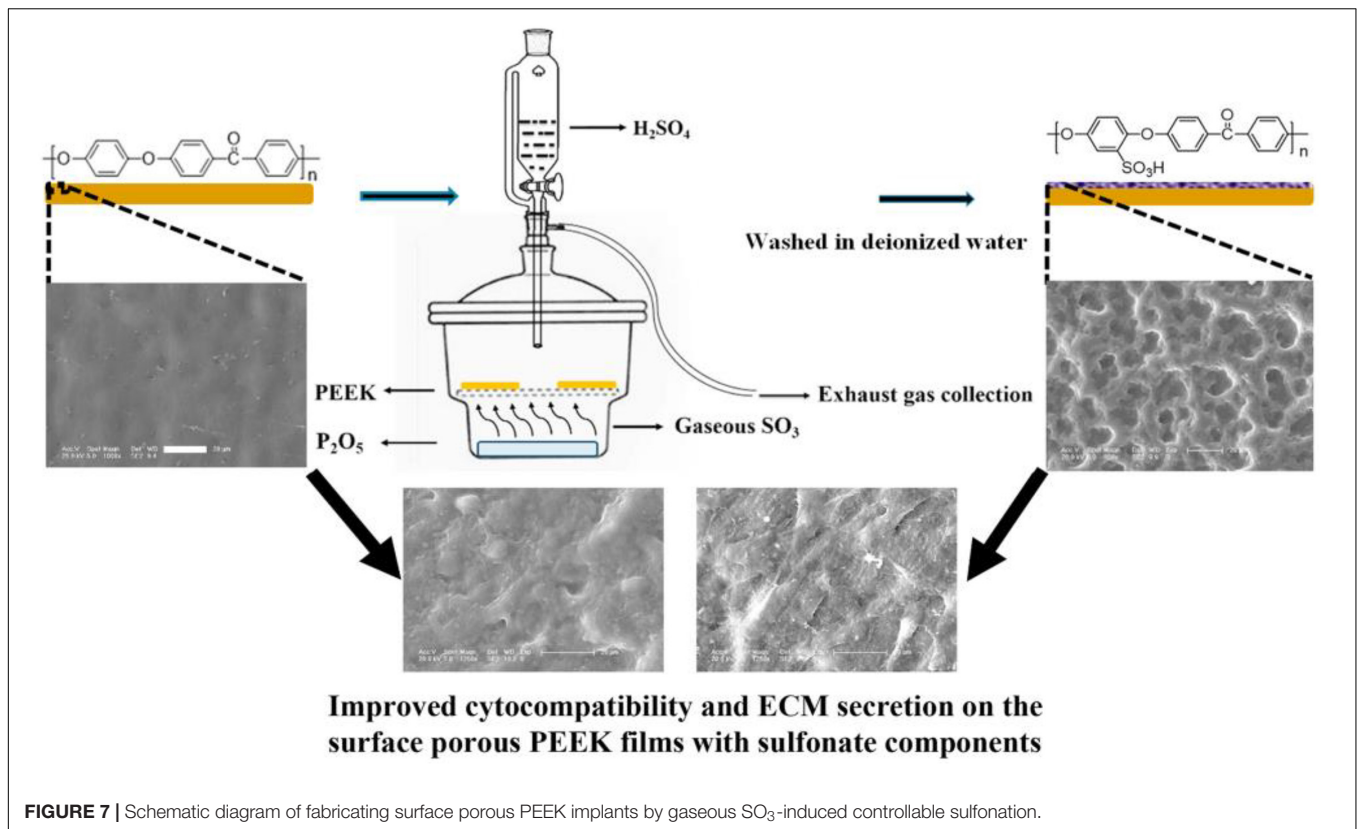 H₂SO₄
O
[O
O
C
]n
O
[O
O
C
]n
SO₃H
Washed in deionized water
PEEK
P₂O₅
Exhaust gas collection
Gaseous SO₃
Improved cytocompatibility and ECM secretion on the
surface porous PEEK films with sulfonate components
FIGURE 7 | Schematic diagram of fabricating surface porous PEEK implants by gaseous SO₃-induced controllable sulfonation.